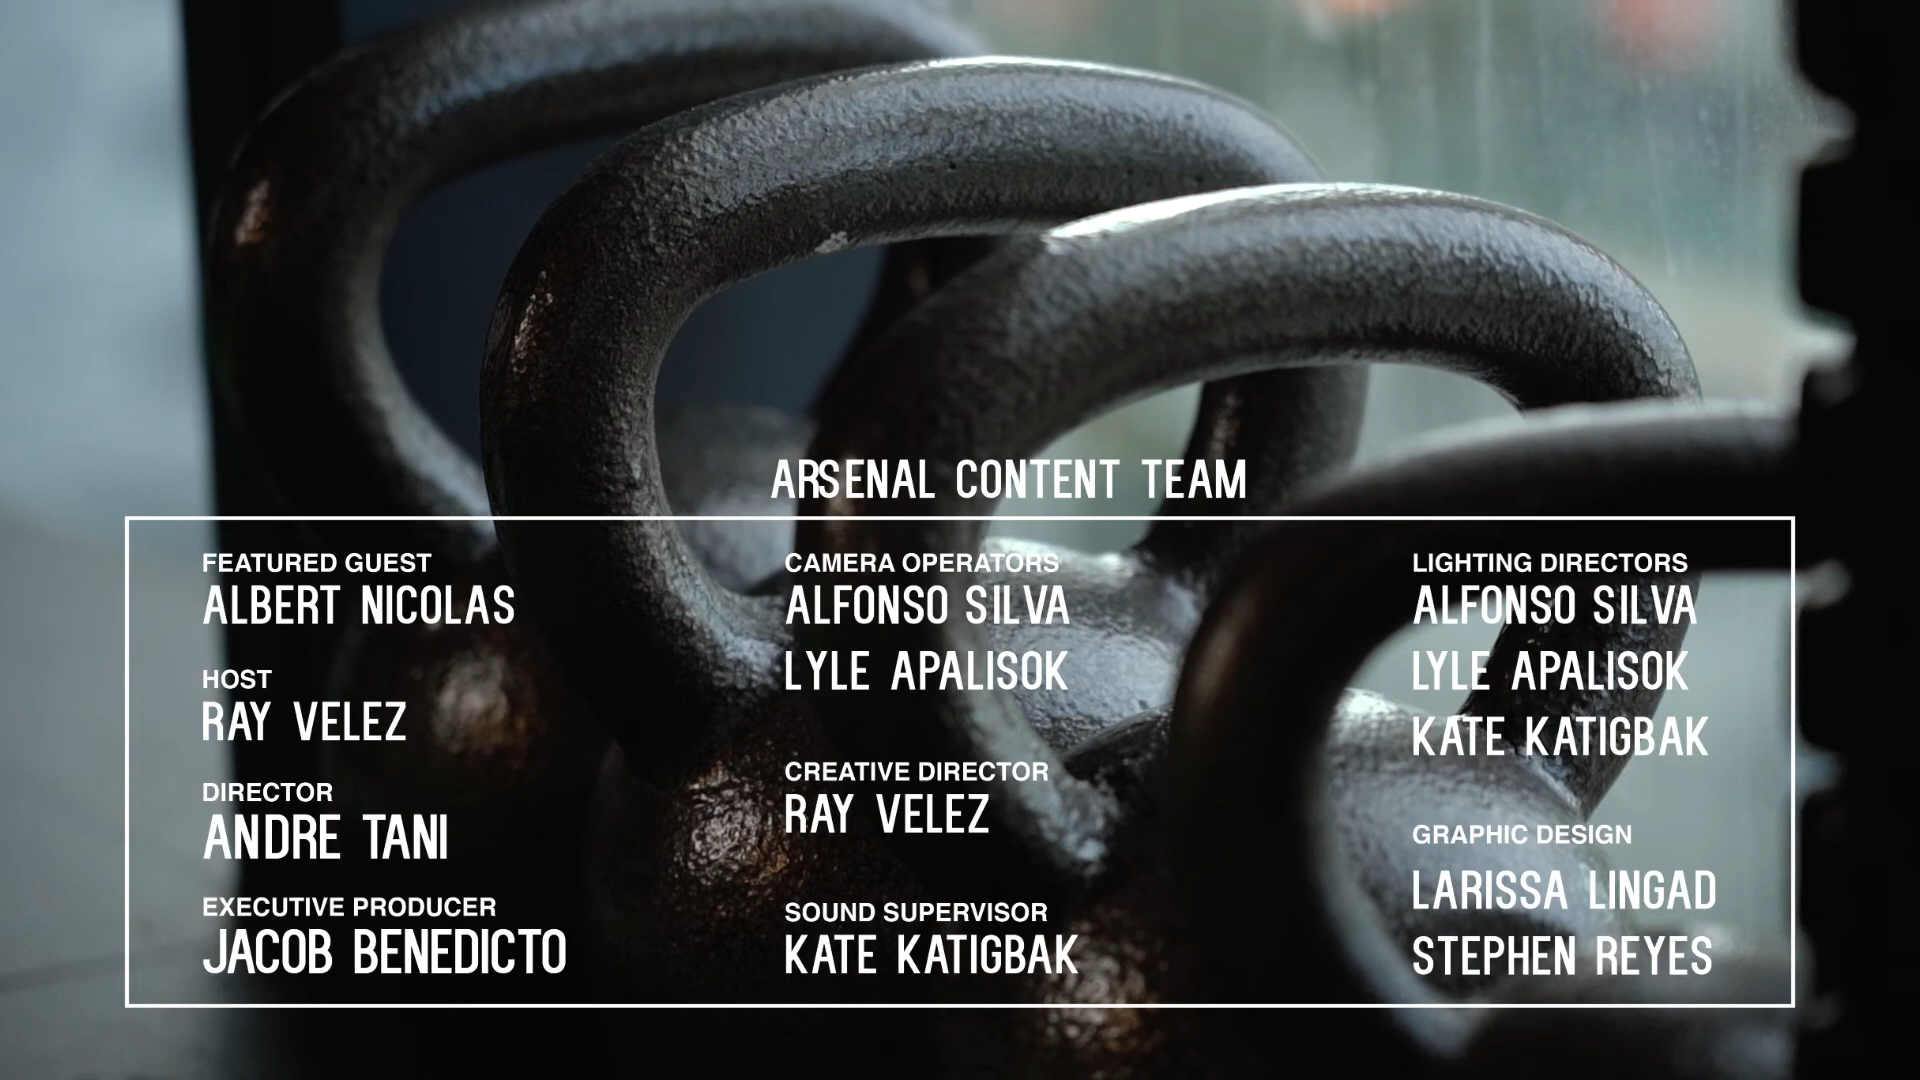 ARSENAL CONTENT TEAM
FEATURED GUEST
ALBERT NICOLAS
HOST
RAY VELEZ
DIRECTOR
ANDRE TANI
EXECUTIVE PRODUCER
JACOB BENEDICTO
CAMERA OPERATORS
ALFONSO SILVA
LYLE APALISOK
CREATIVE DIRECTOR
RAY VELEZ
SOUND SUPERVISOR
KATE KATIGBAK
LIGHTING DIRECTORS
ALFONSO SILVA
LYLE APALISOK
KATE KATIGBAK
GRAPHIC DESIGN
LARISSA LINGAD
STEPHEN REYES